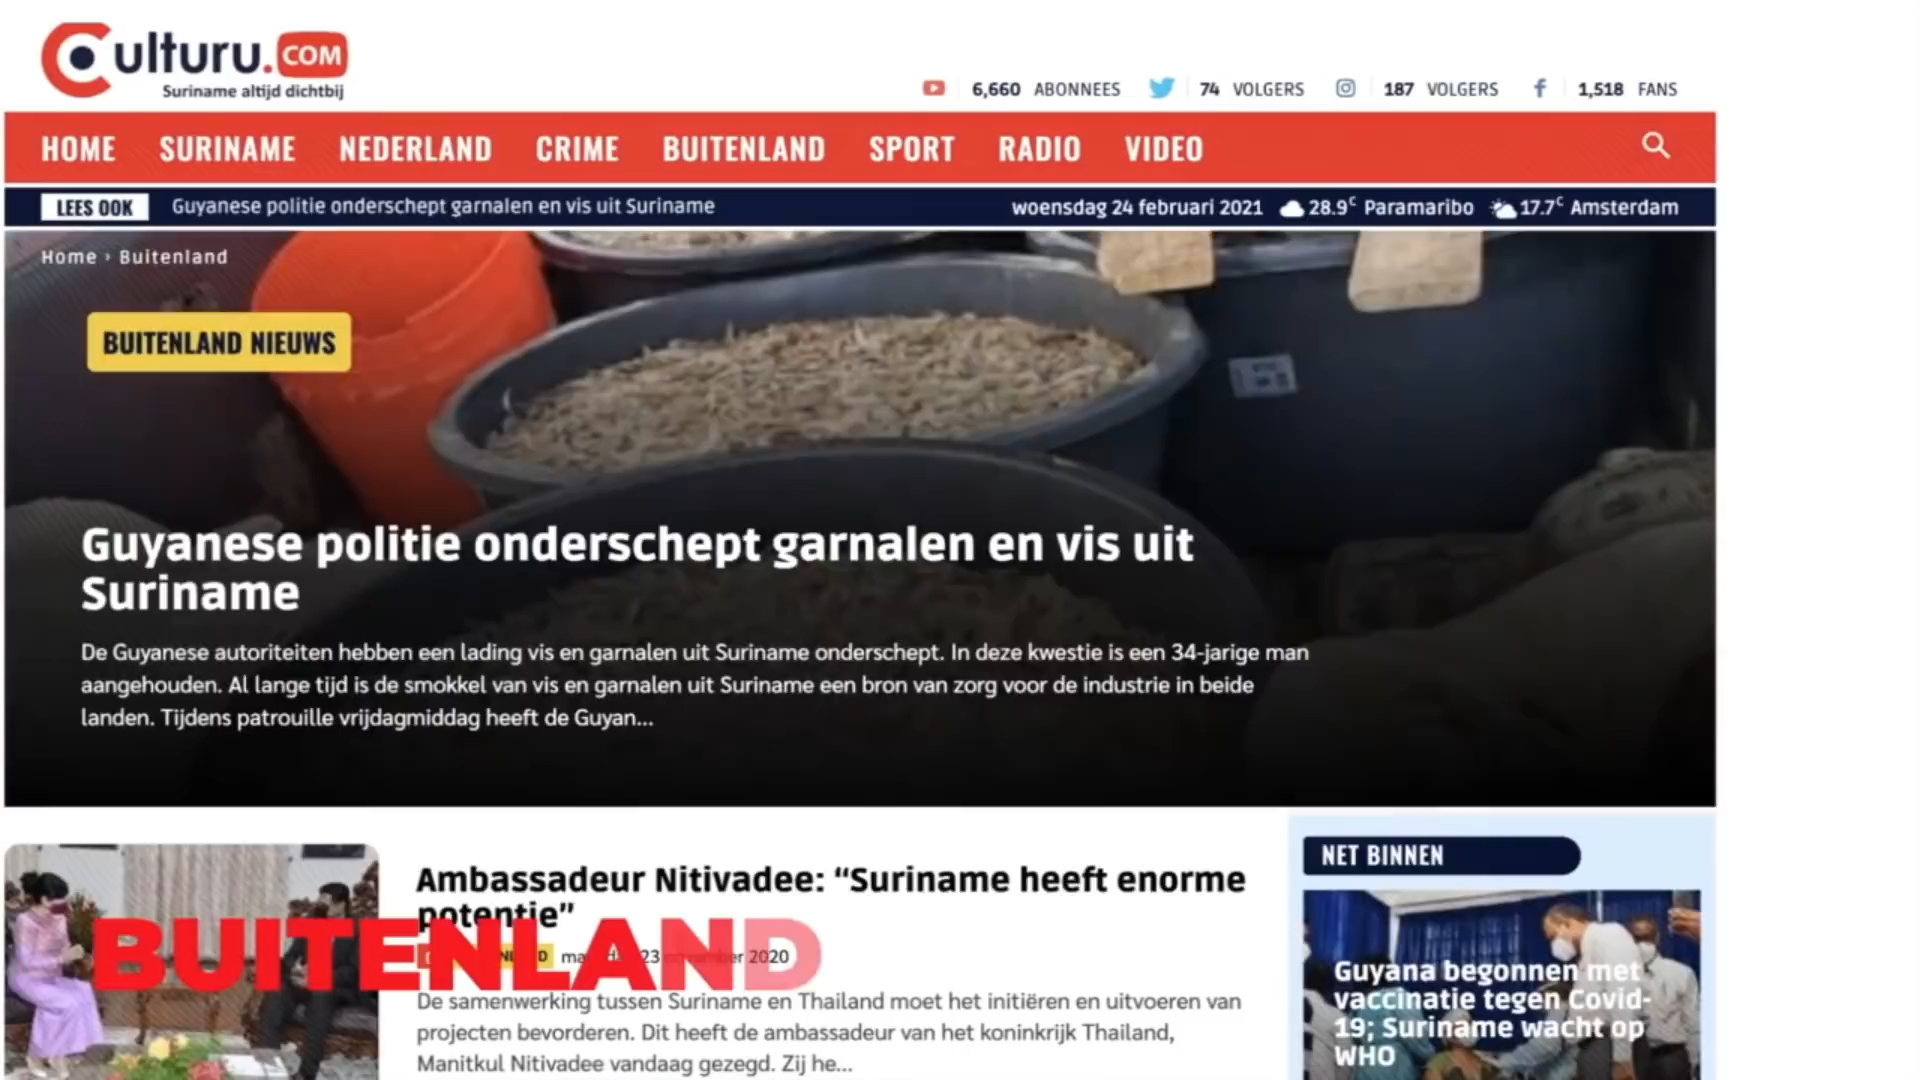 Culturu.COM
Suriname altijd dichtbij
6,660 ABONNEES 74 VOLGERS 187 VOLGERS 1,518 FANS
HOME SURINAME NEDERLAND CRIME BUITENLAND SPORT RADIO VIDEO
LEES OOK Guyanese politie onderschept garnalen en vis uit Suriname woensdag 24 februari 2021 28.9°C Paramaribo 17.7°C Amsterdam
Home › Buitenland
BUITENLAND NIEUWS
Guyanese politie onderschept garnalen en vis uit
Suriname
De Guyanese autoriteiten hebben een lading vis en garnalen uit Suriname onderschept. In deze kwestie is een 34-jarige man
aangehouden. Al lange tijd is de smokkel van vis en garnalen uit Suriname een bron van zorg voor de industrie in beide
landen. Tijdens patrouille vrijdagmiddag heeft de Guyan...
Ambassadeur Nitivadee: “Suriname heeft enorme
potentie”
23 2020
BUITENLAND
De samenwerking tussen Suriname en Thailand moet het initiëren en uitvoeren van
projecten bevorderen. Dit heeft de ambassadeur van het koninkrijk Thailand,
Manitkul Nitivadee vandaag gezegd. Zij he...
NET BINNEN
Guyana begonnen met
vaccinatie tegen Covid-
19; Suriname wacht op
WHO